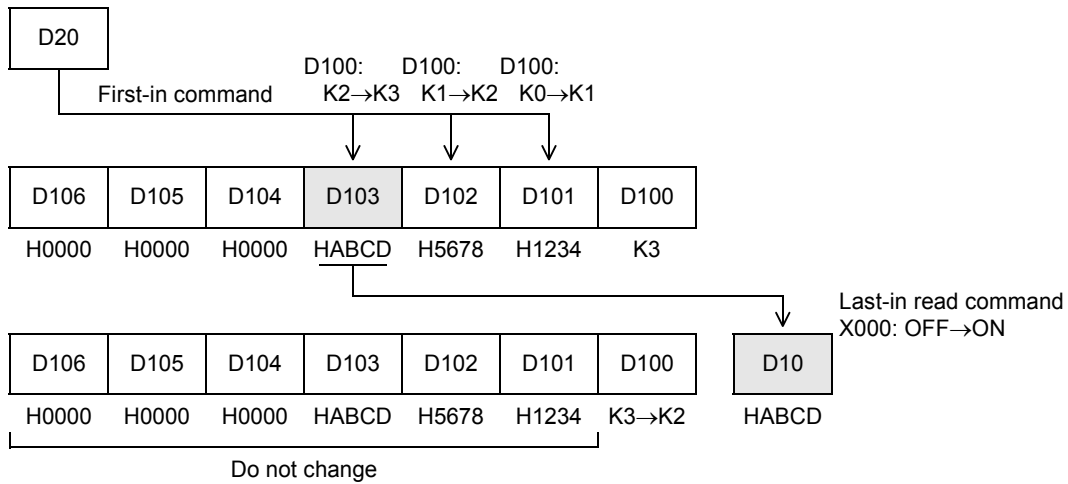 D20
D100: D100: D100:
First-in command K2→K3 K1→K2 K0→K1
D106 D105 D104 D103 D102 D101 D100
H0000 H0000 H0000 HABCD H5678 H1234 K3
Last-in read command
X000: OFF→ON
D106 D105 D104 D103 D102 D101 D100 D10
H0000 H0000 H0000 HABCD H5678 H1234 K3→K2 HABCD
Do not change